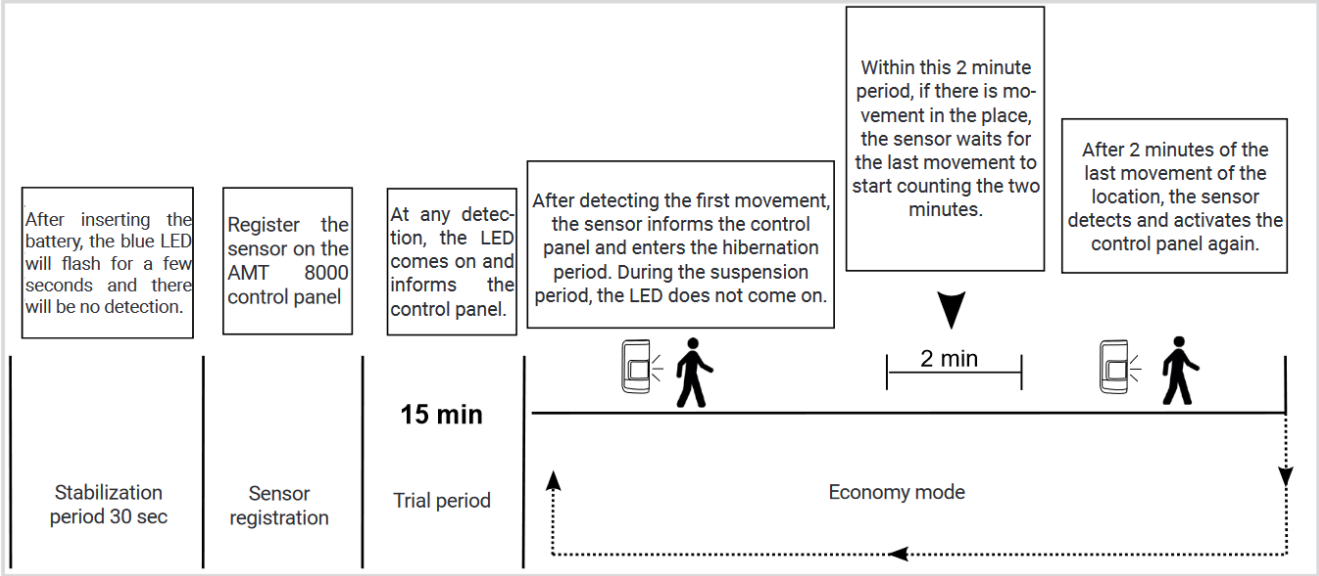 After inserting the
battery, the blue LED
will flash for a few
seconds and there
will be no detection.
Register the
sensor on the
AMT 8000
control panel
At any detec-
tion, the LED
comes on and
informs the
control panel.
After detecting the first movement,
the sensor informs the control
panel and enters the hibernation
period. During the suspension
period, the LED does not come on.
Within this 2 minute
period, if there is mo-
vement in the place,
the sensor waits for
the last movement to
start counting the two
minutes.
After 2 minutes of the
last movement of the
location, the sensor
detects and activates the
control panel again.
2 min
15 min
Stabilization
period 30 sec
Sensor
registration
Trial period
Economy mode